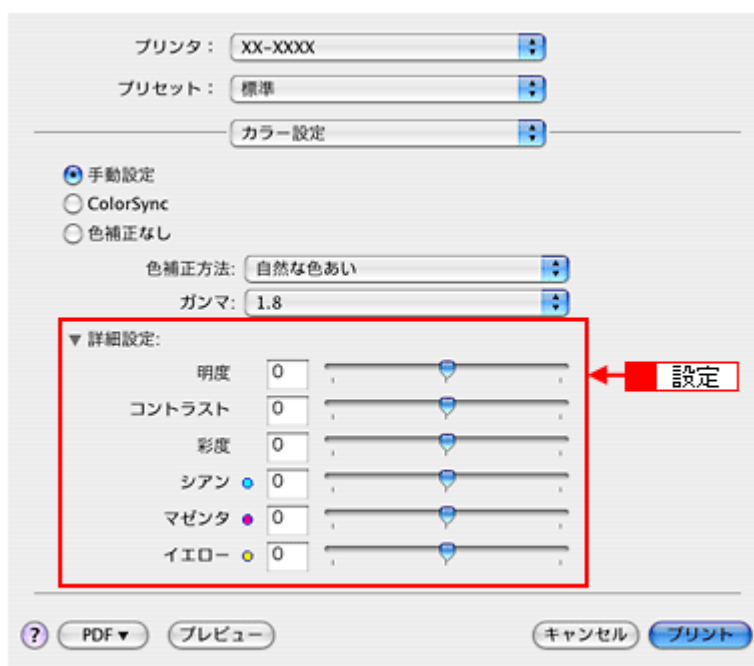 プリンタ： XX-XXXX
プリセット： 標準
カラー設定
手動設定
ColorSync
色補正なし
色補正方法: 自然な色あい
ガンマ: 1.8
▼ 詳細設定:
明度 0
設定
コントラスト 0
彩度 0
シアン 0
マゼンタ 0
イエロー 0
? PDF▼ プレビュー キャンセル プリント